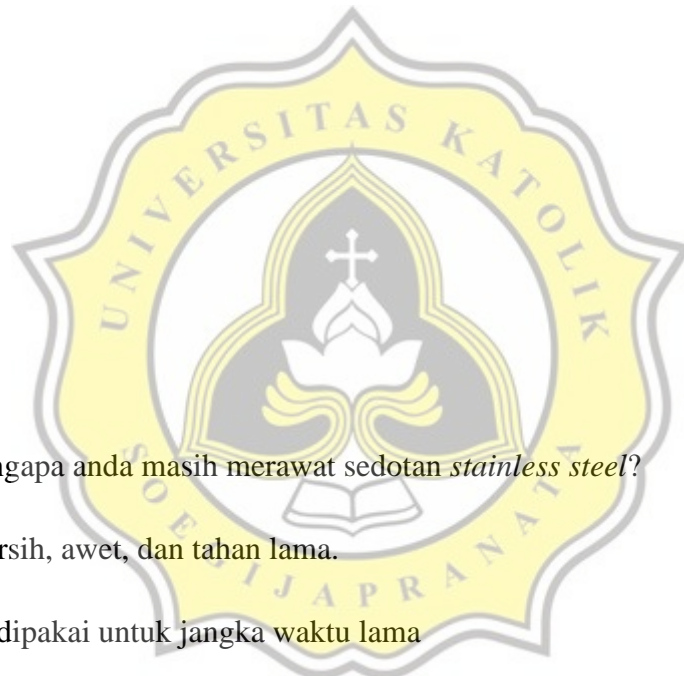 UNIVERSITAS KATOLIK
ngapa anda masih merawat sedotan stainless steel?
rsih, awet, dan tahan lama.
dipakai untuk jangka waktu lama
SOEGIJAPRANATA